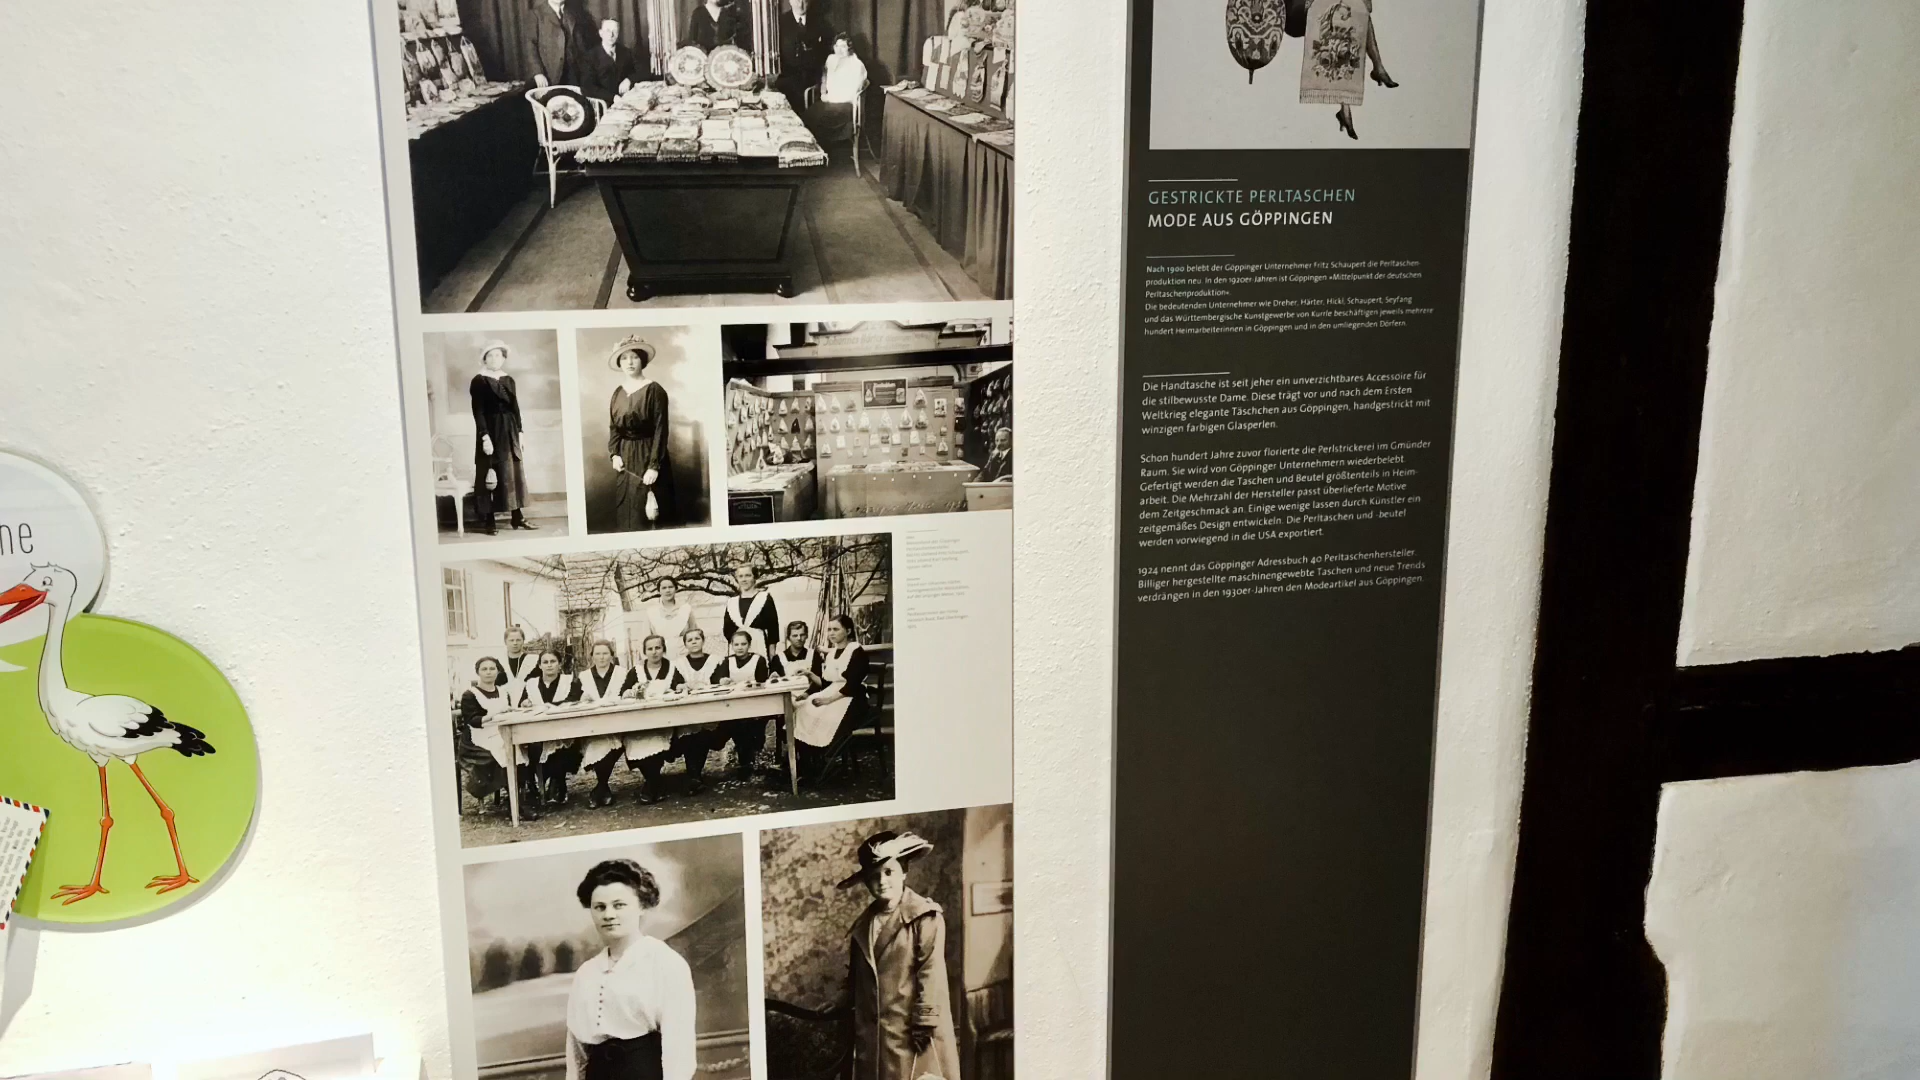 ne
GESTRICKTE PERLTASCHEN
MODE AUS GÖPPINGEN
Nach 1900 belebt der Göppinger Unternehmer Fritz Schaupert die Perltaschen-
produktion neu. In den 1920er-Jahren ist Göppingen »Mittelpunkt der deutschen
Perltaschenproduktion«.
Die bedeutenden Unternehmer wie Dreher, Härter, Hickl, Schaupert, Seyfang
und das Württembergische Kunstgewerbe von Kurrle beschäftigen jeweils mehrere
hundert Heimarbeiterinnen in Göppingen und in den umliegenden Dörfern.
Die Handtasche ist seit jeher ein unverzichtbares Accessoire für
die stilbewusste Dame. Diese trägt vor und nach dem Ersten
Weltkrieg elegante Täschchen aus Göppingen, handgestrickt mit
winzigen farbigen Glasperlen.
Schon hundert Jahre zuvor florierte die Perlstrickerei im Gmünder
Raum. Sie wird von Göppinger Unternehmern wiederbelebt.
Gefertigt werden die Taschen und Beutel größtenteils in Heim-
arbeit. Die Mehrzahl der Hersteller passt überlieferte Motive
dem Zeitgeschmack an. Einige wenige lassen durch Künstler ein
zeitgemäßes Design entwickeln. Die Perltaschen und -beutel
werden vorwiegend in die USA exportiert.
1924 nennt das Göppinger Adressbuch 40 Perltaschenhersteller.
Billiger hergestellte maschinengewebte Taschen und neue Trends
verdrängen in den 1930er-Jahren den Modeartikel aus Göppingen.